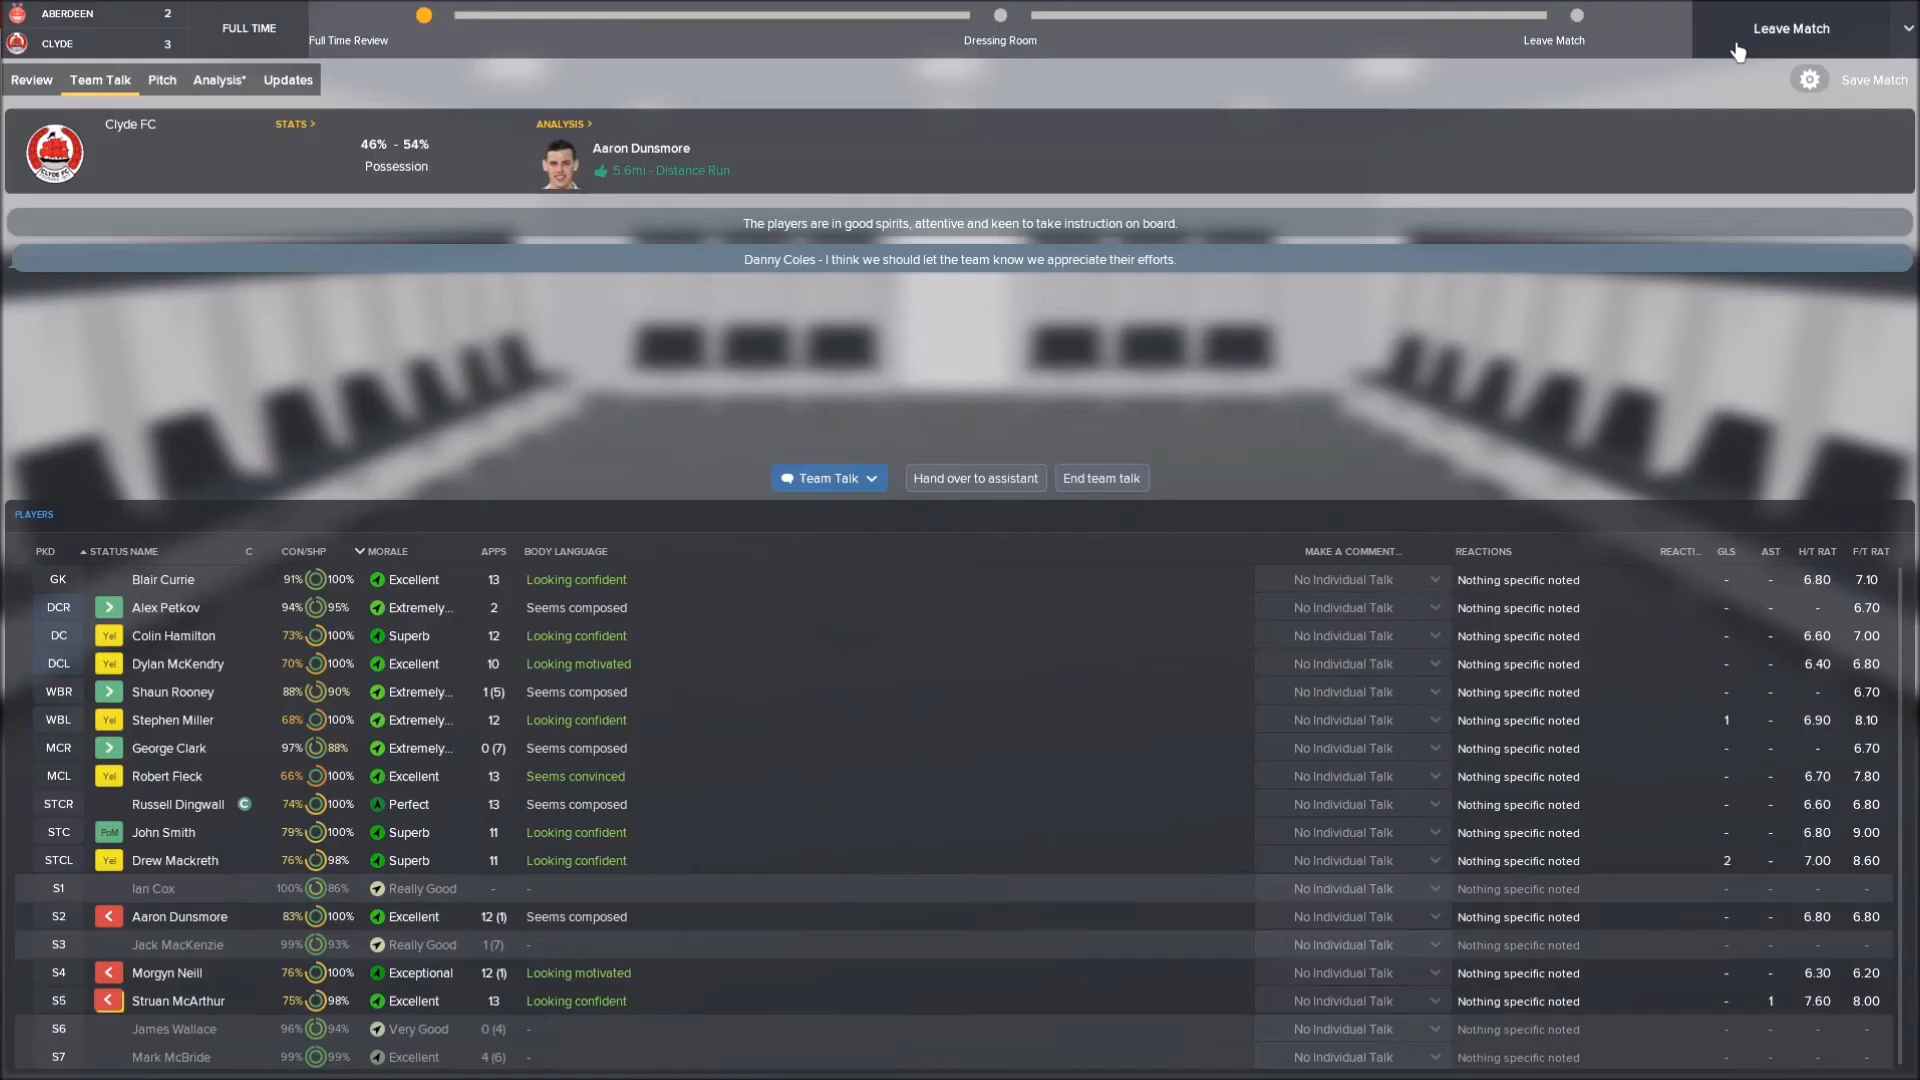 ABERDEEN 2
CLYDE 3
FULL TIME
Full Time Review
Dressing Room
Leave Match
Leave Match
Review Team Talk Pitch Analysis* Updates
Save Match
Clyde FC
STATS >
46% - 54%
Possession
ANALYSIS >
Aaron Dunsmore
5.6mi - Distance Run
CLYDE FC
The players are in good spirits, attentive and keen to take instruction on board.
Danny Coles - I think we should let the team know we appreciate their efforts.
Team Talk Hand over to assistant End team talk
PLAYERS
PKD STATUS NAME C CON/SHP MORALE APPS BODY LANGUAGE MAKE A COMMENT... REACTIONS REACTI... GLS AST H/T RAT F/T RAT
GK Blair Currie 91% 100% Excellent 13 Looking confident No Individual Talk Nothing specific noted - - 6.80 7.10
DCR Alex Petkov 94% 95% Extremely... 2 Seems composed No Individual Talk Nothing specific noted - - - 6.70
DC Yel Colin Hamilton 73% 100% Superb 12 Looking confident No Individual Talk Nothing specific noted - - 6.60 7.00
DCL Yel Dylan McKendry 70% 100% Excellent 10 Looking motivated No Individual Talk Nothing specific noted - - 6.40 6.80
WBR Shaun Rooney 88% 90% Extremely... 1 (5) Seems composed No Individual Talk Nothing specific noted - - - 6.70
WBL Yel Stephen Miller 68% 100% Extremely... 12 Looking confident No Individual Talk Nothing specific noted 1 - 6.90 8.10
MCR George Clark 97% 88% Extremely... 0 (7) Seems composed No Individual Talk Nothing specific noted - - - 6.70
MCL Yel Robert Fleck 66% 100% Excellent 13 Seems convinced No Individual Talk Nothing specific noted - - 6.70 7.80
STCR Russell Dingwall C 74% 100% Perfect 13 Seems composed No Individual Talk Nothing specific noted - - 6.60 6.80
STC PoM John Smith 79% 100% Superb 11 Looking confident No Individual Talk Nothing specific noted - - 6.80 9.00
STCL Yel Drew Mackreth 76% 98% Superb 11 Looking confident No Individual Talk Nothing specific noted 2 - 7.00 8.60
S1 Ian Cox 100% 86% Really Good - - No Individual Talk Nothing specific noted - - - -
S2 Aaron Dunsmore 83% 100% Excellent 12 (1) Seems composed No Individual Talk Nothing specific noted - - 6.80 6.80
S3 Jack MacKenzie 99% 93% Really Good 1 (7) - No Individual Talk Nothing specific noted - - - -
S4 Morgyn Neill 76% 100% Exceptional 12 (1) Looking motivated No Individual Talk Nothing specific noted - - 6.30 6.20
S5 Struan McArthur 75% 98% Excellent 13 Looking confident No Individual Talk Nothing specific noted - 1 7.60 8.00
S6 James Wallace 96% 94% Very Good 0 (4) - No Individual Talk Nothing specific noted - - - -
S7 Mark McBride 99% 99% Excellent 4 (6) - No Individual Talk Nothing specific noted - - - -